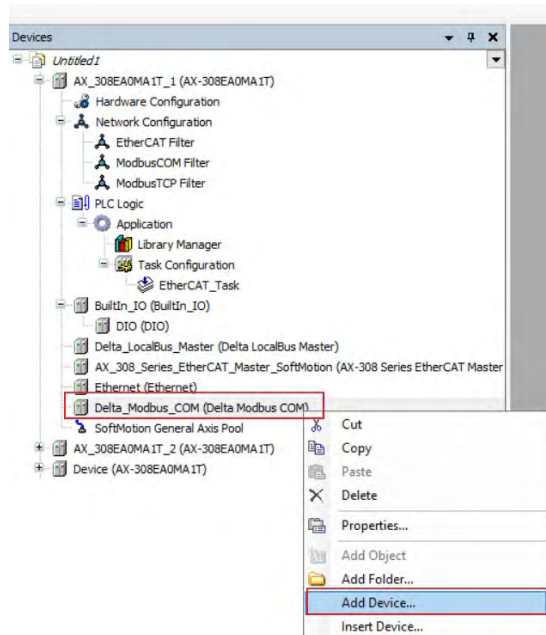 Devices
Untitled1
AX_308EA0MA1T_1 (AX-308EA0MA1T)
Hardware Configuration
Network Configuration
EtherCAT Filter
ModbusCOM Filter
ModbusTCP Filter
PLC Logic
Application
Library Manager
Task Configuration
EtherCAT_Task
BuiltIn_IO (BuiltIn_IO)
DIO (DIO)
Delta_LocalBus_Master (Delta LocalBus Master)
AX_308_Series_EtherCAT_Master_SoftMotion (AX-308 Series EtherCAT Master
Ethernet (Ethernet)
Delta_Modbus_COM (Delta Modbus COM)
SoftMotion General Axis Pool
AX_308EA0MA1T_2 (AX-308EA0MA1T)
Device (AX-308EA0MA1T)
Cut
Copy
Paste
Delete
Properties...
Add Object
Add Folder...
Add Device...
Insert Device...